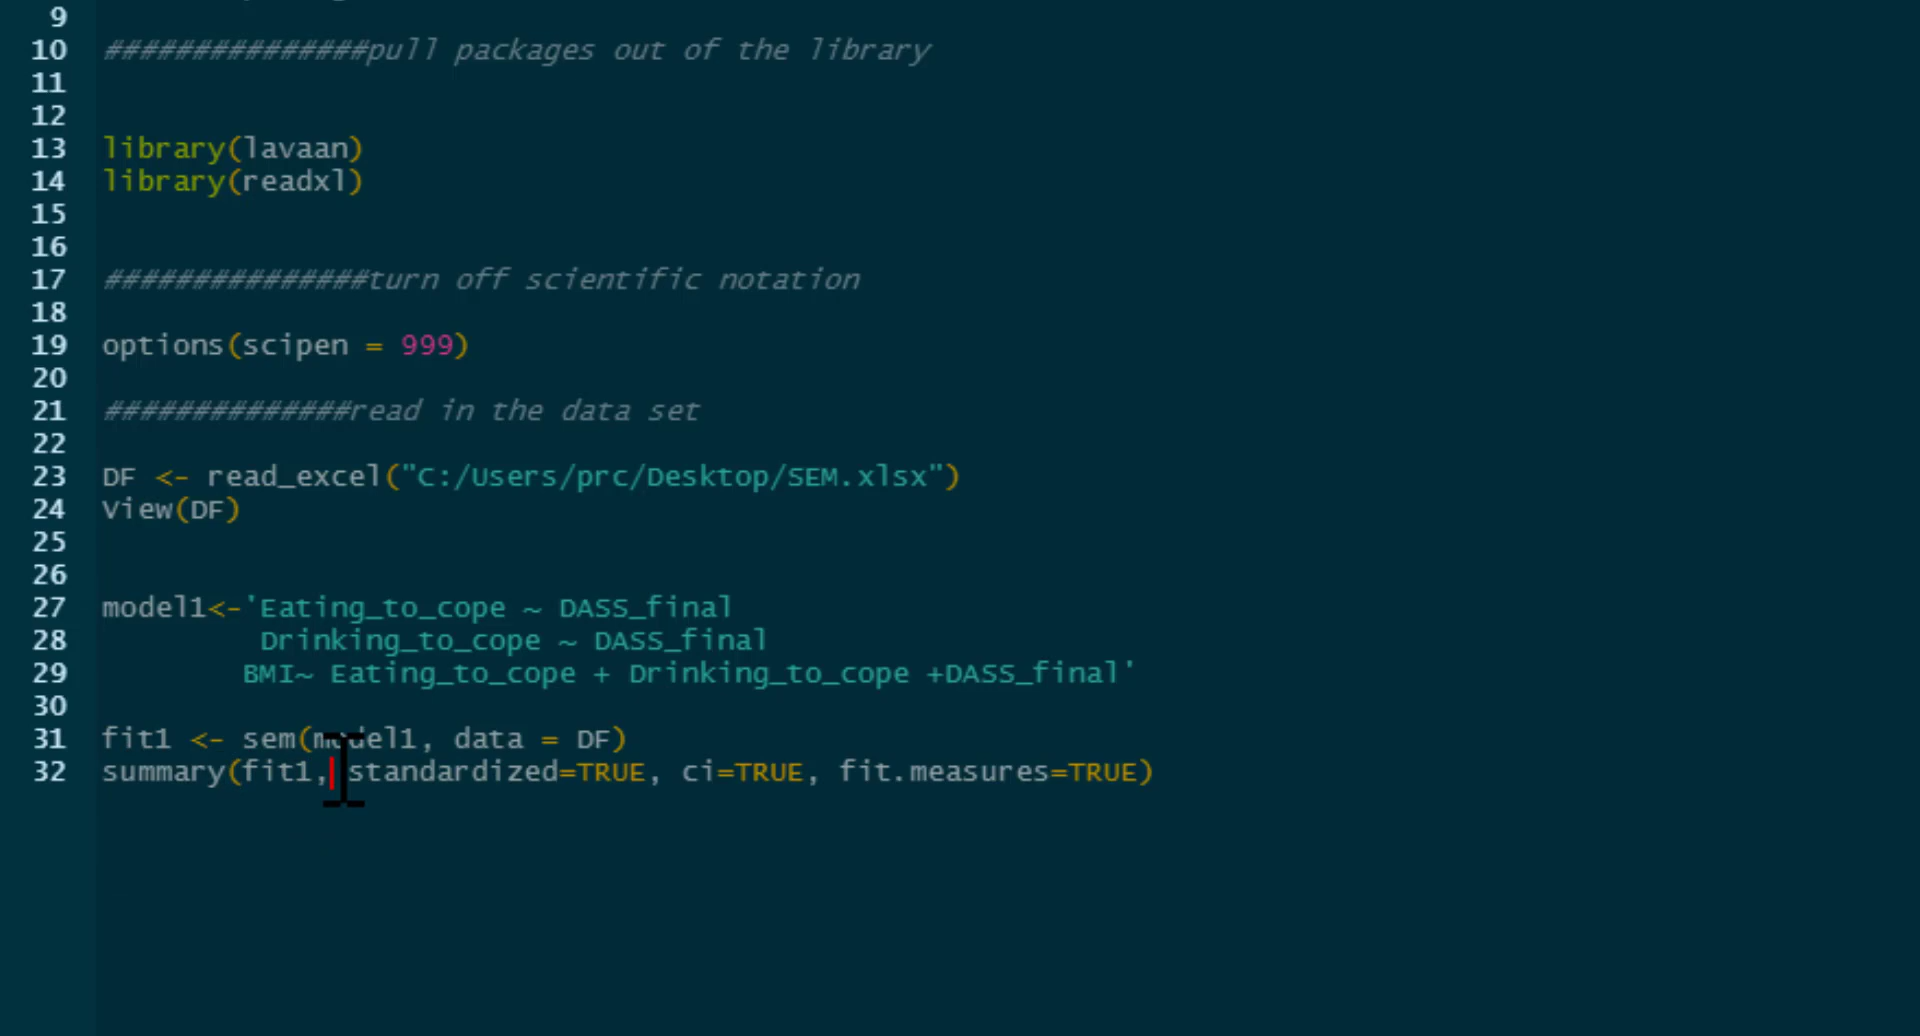 9
10 ###############pull packages out of the library
11
12
13 library(lavaan)
14 library(readxl)
15
16
17 ###############turn off scientific notation
18
19 options(scipen = 999)
20
21 ##############read in the data set
22
23 DF <- read_excel("C:/Users/prc/Desktop/SEM.xlsx")
24 View(DF)
25
26
27 model1<-'Eating_to_cope ~ DASS_final
28 Drinking_to_cope ~ DASS_final
29 BMI~ Eating_to_cope + Drinking_to_cope +DASS_final'
30
31 fit1 <- sem(model1, data = DF)
32 summary(fit1, standardized=TRUE, ci=TRUE, fit.measures=TRUE)